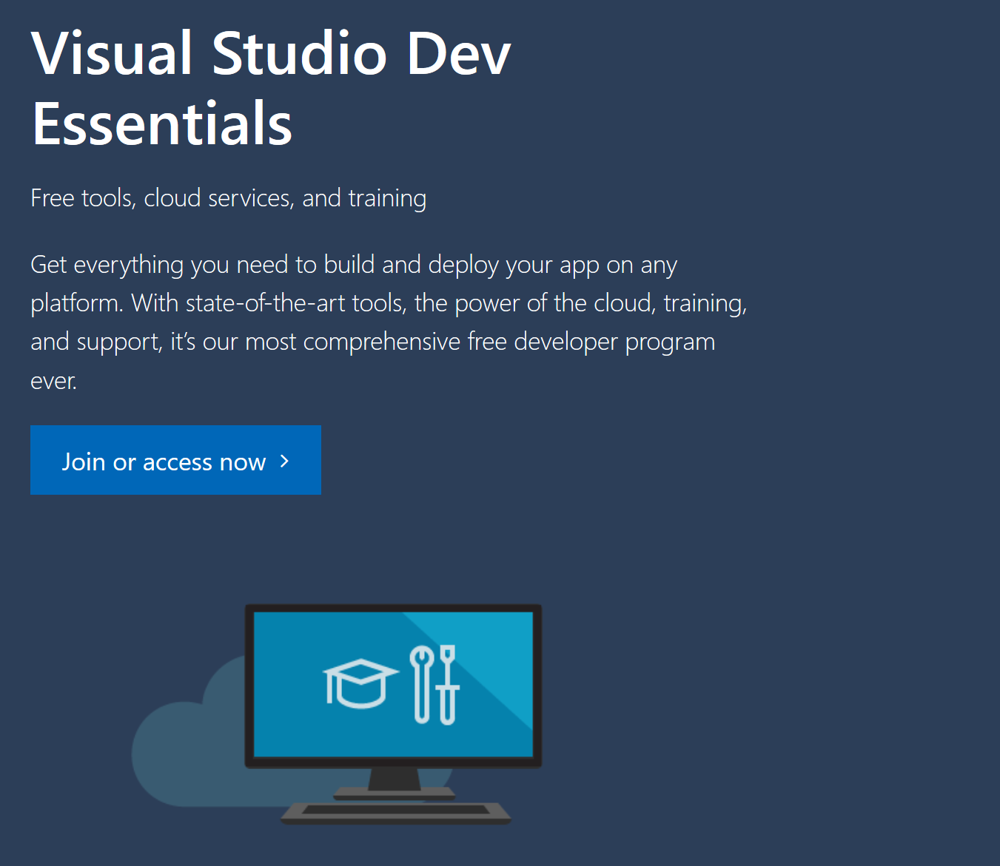 Visual Studio Dev
Essentials
Free tools, cloud services, and training
Get everything you need to build and deploy your app on any
platform. With state-of-the-art tools, the power of the cloud, training,
and support, it’s our most comprehensive free developer program
ever.
Join or access now